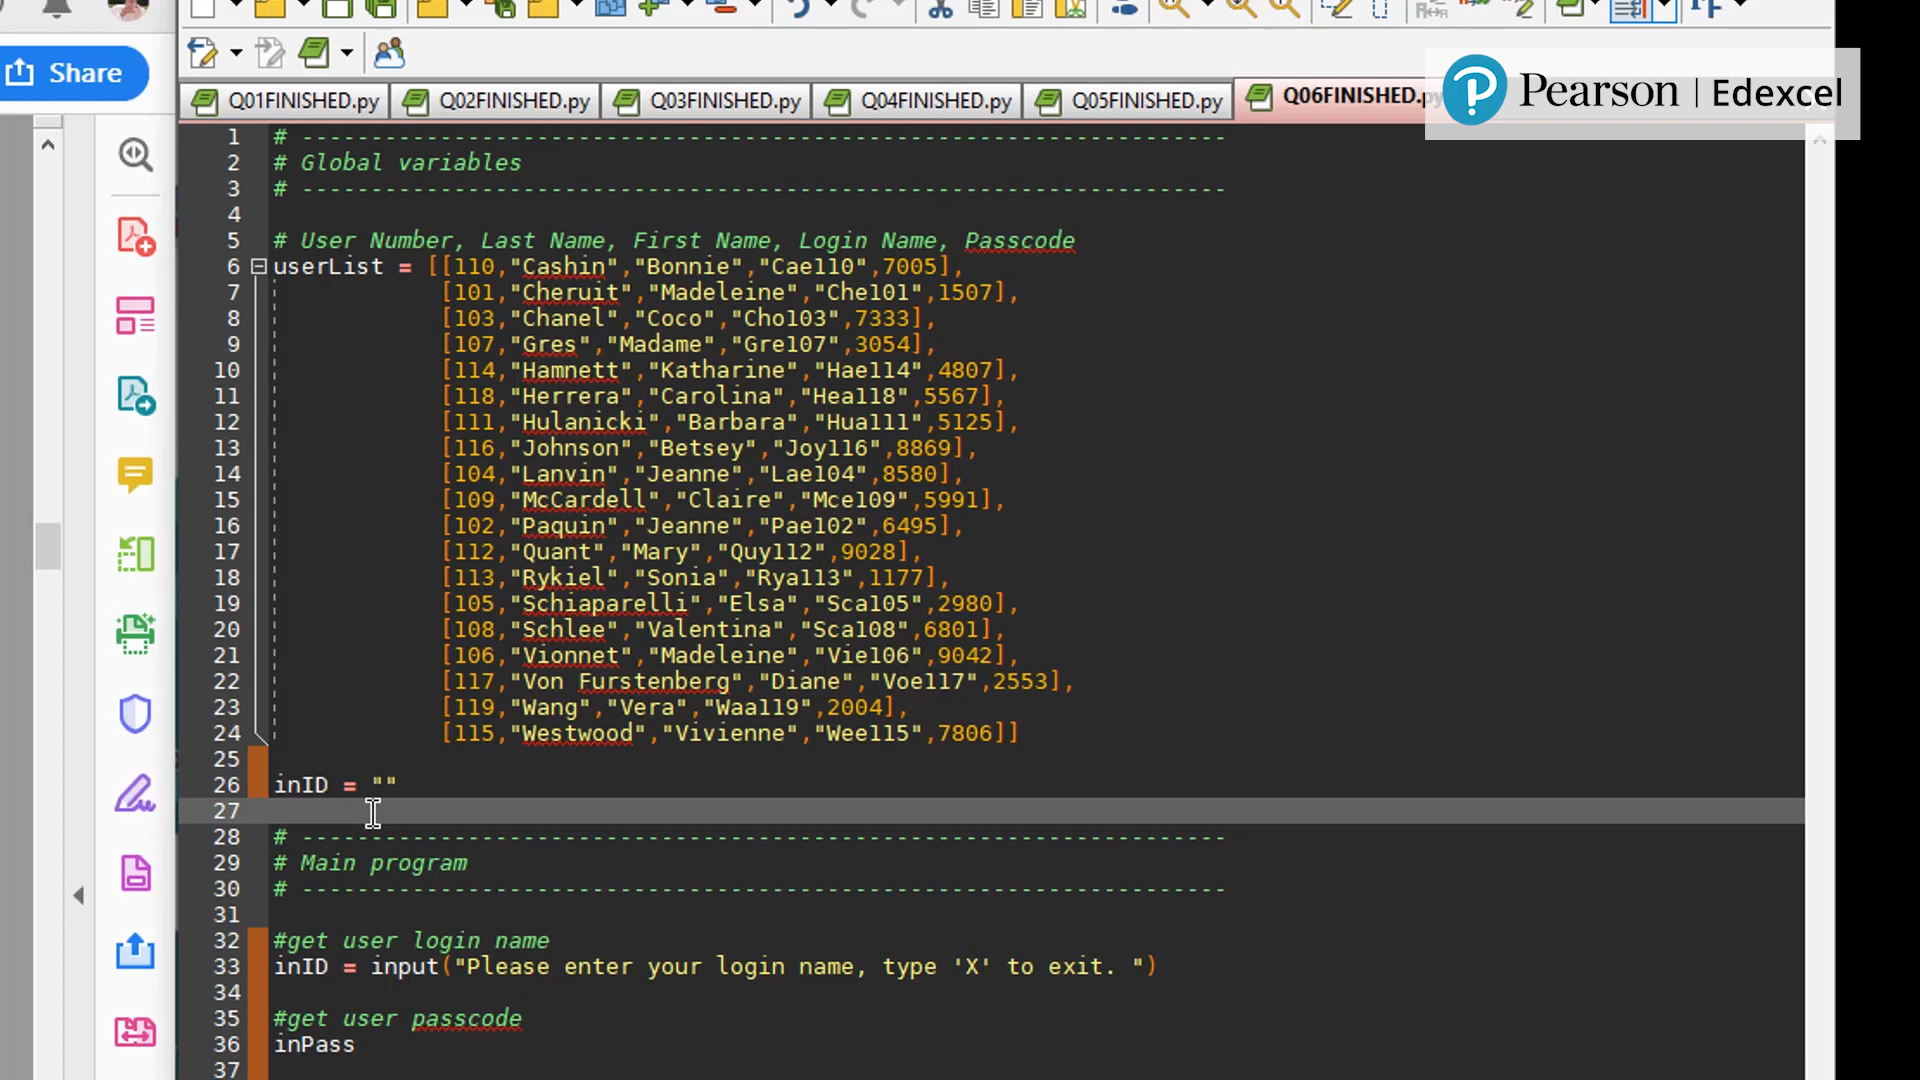 Share
Q01FINISHED.py
Q02FINISHED.py
Q03FINISHED.py
Q04FINISHED.py
Q05FINISHED.py
Q06FINISHED.py
Pearson | Edexcel
1 # -------------------------------------------------------------------
2 # Global variables
3 # -------------------------------------------------------------------
4
5 # User Number, Last Name, First Name, Login Name, Passcode
6 userList = [[110,"Cashin","Bonnie","Cae110",7005],
7 [101,"Cheruit","Madeleine","Che101",1507],
8 [103,"Chanel","Coco","Cho103",7333],
9 [107,"Gres","Madame","Gre107",3054],
10 [114,"Hamnett","Katharine","Hae114",4807],
11 [118,"Herrera","Carolina","Hea118",5567],
12 [111,"Hulanicki","Barbara","Hua111",5125],
13 [116,"Johnson","Betsey","Joy116",8869],
14 [104,"Lanvin","Jeanne","Lae104",8580],
15 [109,"McCardell","Claire","Mce109",5991],
16 [102,"Paquin","Jeanne","Pae102",6495],
17 [112,"Quant","Mary","Quy112",9028],
18 [113,"Rykiel","Sonia","Rya113",1177],
19 [105,"Schiaparelli","Elsa","Sca105",2980],
20 [108,"Schlee","Valentina","Sca108",6801],
21 [106,"Vionnet","Madeleine","Vie106",9042],
22 [117,"Von Furstenberg","Diane","Voe117",2553],
23 [119,"Wang","Vera","Waa119",2004],
24 [115,"Westwood","Vivienne","Wee115",7806]]
25
26 inID = ""
27
28 # -------------------------------------------------------------------
29 # Main program
30 # -------------------------------------------------------------------
31
32 #get user login name
33 inID = input("Please enter your login name, type 'X' to exit. ")
34
35 #get user passcode
36 inPass
37